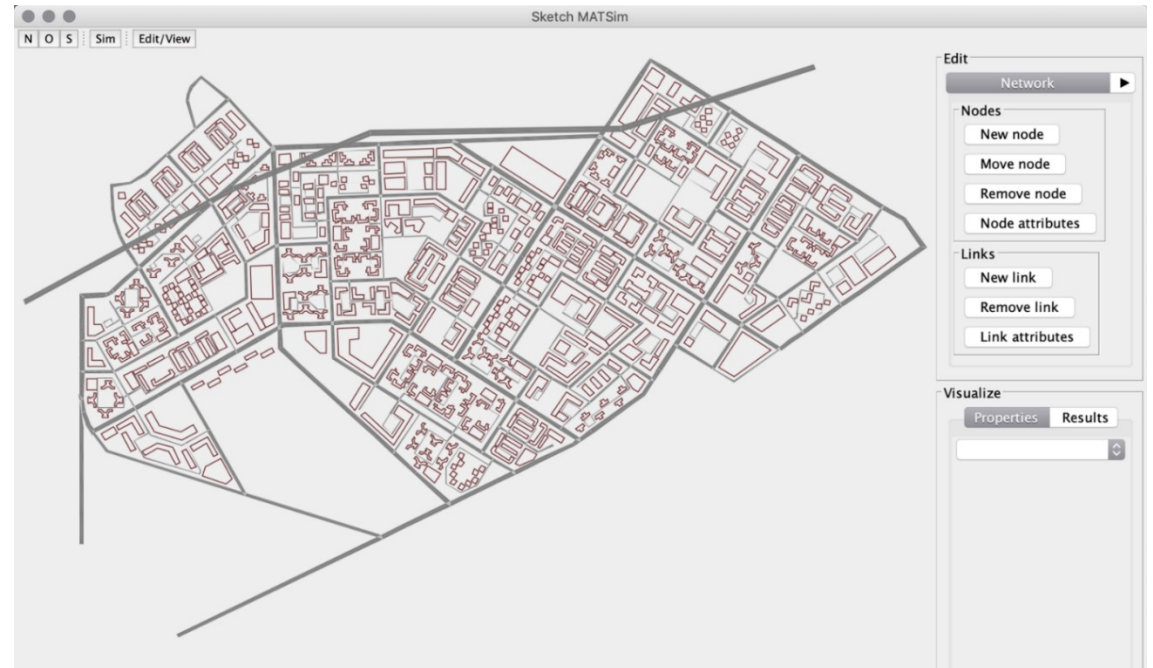 Sketch MATSim
N O S Sim Edit/View
Edit
Network
Nodes
New node
Move node
Remove node
Node attributes
Links
New link
Remove link
Link attributes
Visualize
Properties Results